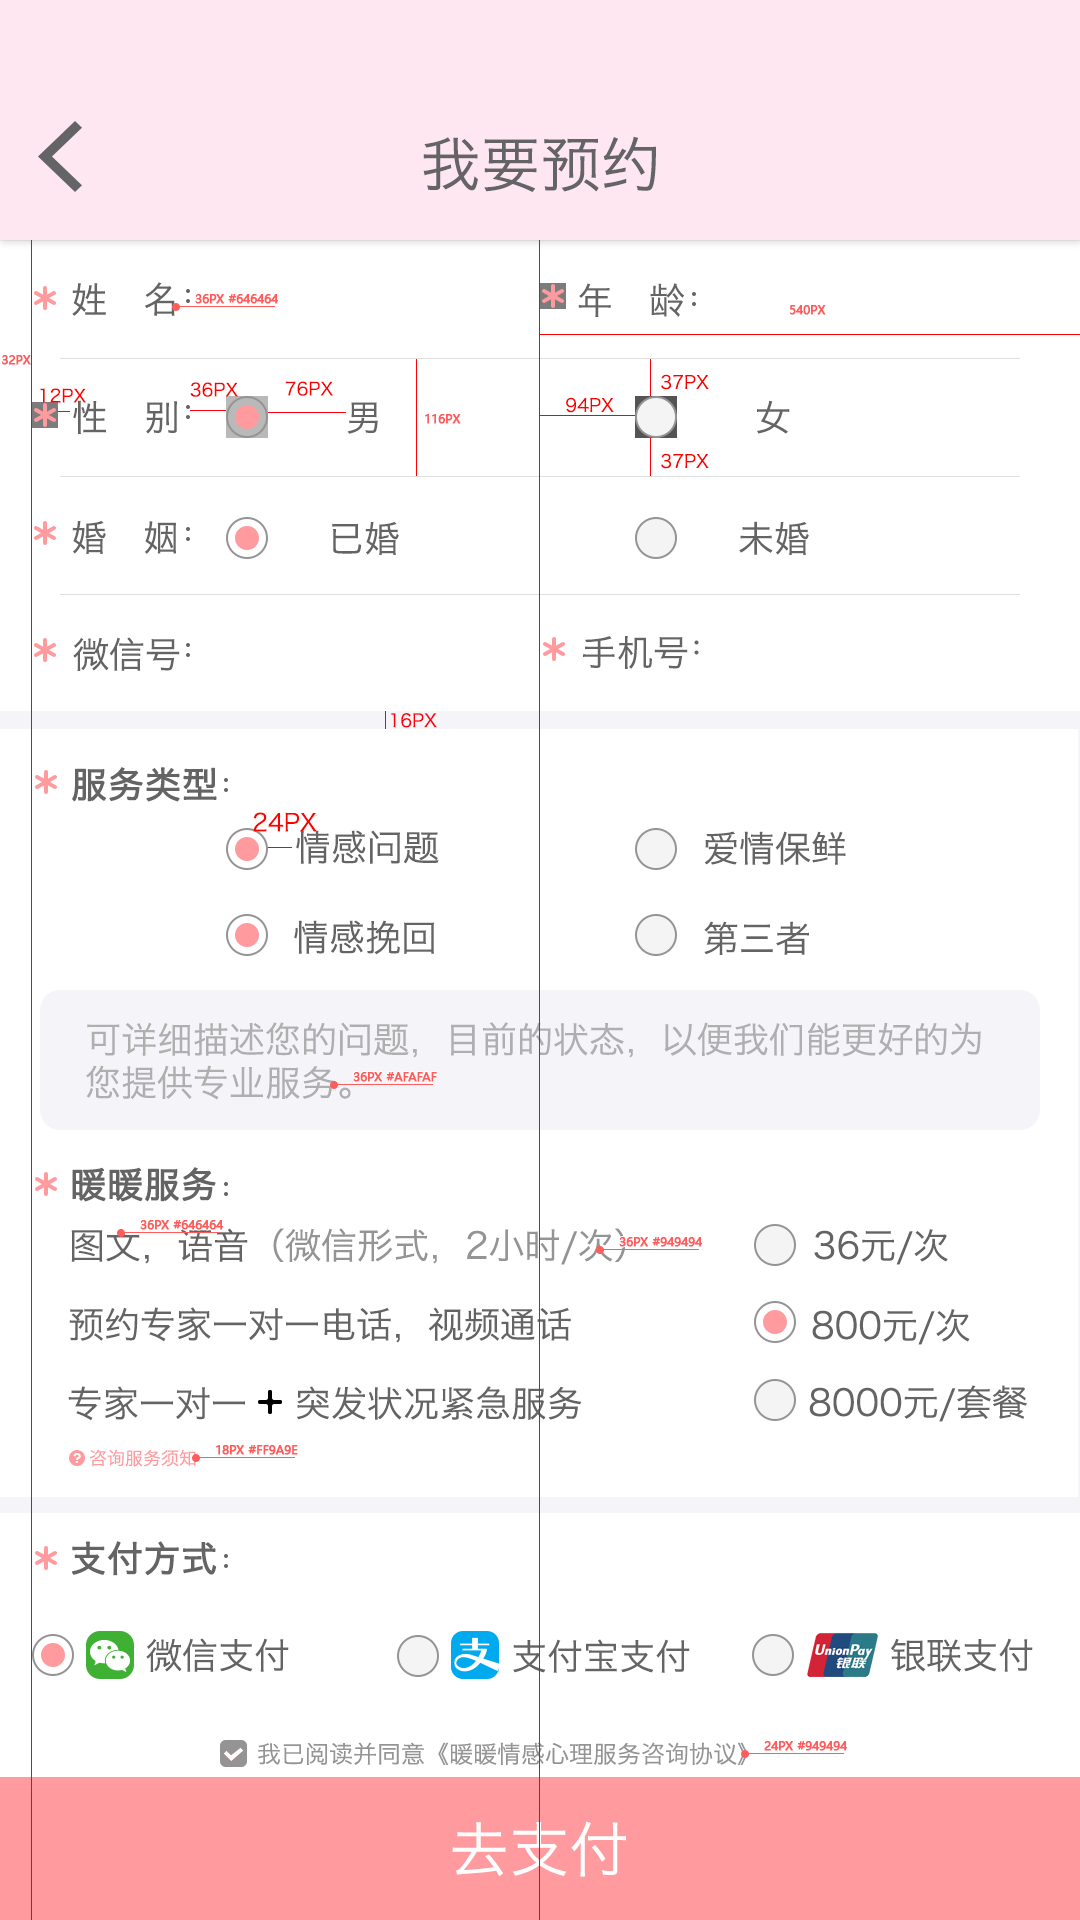 我要预约
姓 名: 36PX #646464
年 龄:
540PX
32PX
12PX 36PX 76PX 94PX 37PX
性 别: 男 116PX 女
37PX
婚 姻: 已婚 未婚
微信号: 手机号:
16PX
服务类型:
24PX
情感问题 爱情保鲜
情感挽回 第三者
可详细描述您的问题，目前的状态，以便我们能更好的为
您提供专业服务。 36PX #AFAFAF
暖暖服务:
36PX #646464
图文，语音（微信形式，2小时/次） 36PX #949494 36元/次
预约专家一对一电话，视频通话 800元/次
专家一对一+突发状况紧急服务 8000元/套餐
? 咨询服务须知 18PX #FF9A9E
支付方式:
微信支付 支 支付宝支付 UnionPay 银联 银联支付
我已阅读并同意《暖暖情感心理服务咨询协议》 24PX #949494
去支付